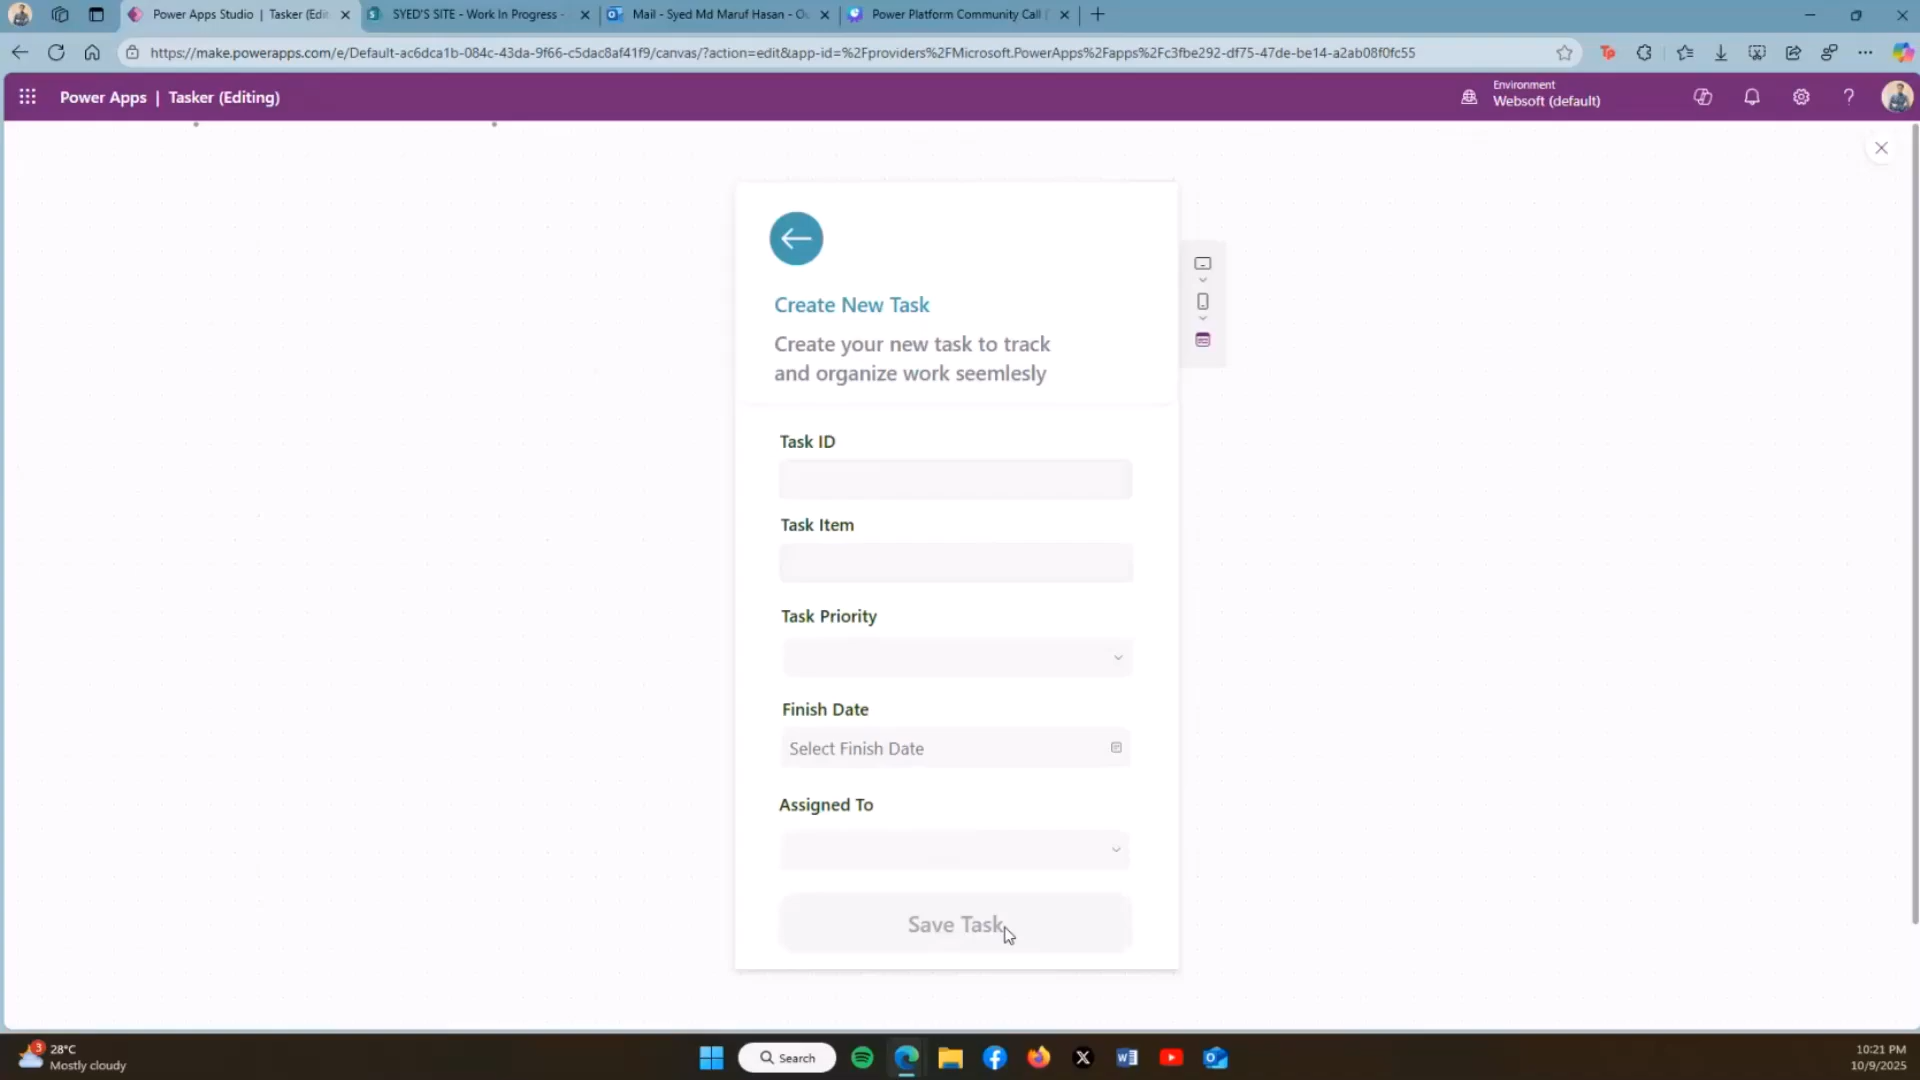 Power Apps Studio | Tasker (Edit
SYED'S SITE - Work In Progress -
Mail - Syed Md Maruf Hasan - Ou
Power Platform Community Call (
https://make.powerapps.com/e/Default-ac6dca1b-084c-43da-9f66-c5dac8af41f9/canvas/?action=edit&app-id=%2Fproviders%2FMicrosoft.PowerApps%2Fapps%2Fc3fbe292-df75-47de-be14-a2ab08f0fc55
Power Apps | Tasker (Editing)
Environment
Websoft (default)
Create New Task
Create your new task to track
and organize work seemlesly
Task ID
Task Item
Task Priority
Finish Date
Select Finish Date
Assigned To
Save Task
3
28°C
Mostly cloudy
Search
10:21 PM
10/9/2025